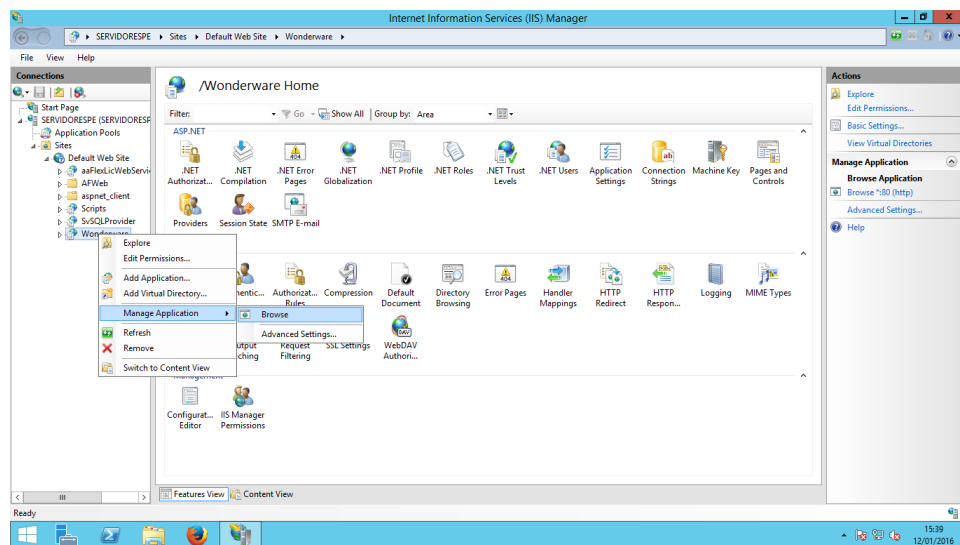 Internet Information Services (IIS) Manager
SERVIDORESPE ▸ Sites ▸ Default Web Site ▸ Wonderware ▸
File View Help
Connections
Start Page
SERVIDORESPE (SERVIDORESP
Application Pools
Sites
Default Web Site
aaFlexLicWebServi
AFWeb
aspnet_client
Scripts
SvSQLProvider
Wonderware
Explore
Edit Permissions...
Add Application...
Add Virtual Directory...
Manage Application
Refresh
Remove
Switch to Content View
Browse
Advanced Settings...
/Wonderware Home
Filter: Go Show All Group by: Area
ASP.NET
.NET Authorizat...
.NET Compilation
.NET Error Pages
.NET Globalization
.NET Profile
.NET Roles
.NET Trust Levels
.NET Users
Application Settings
Connection Strings
Machine Key
Pages and Controls
Providers
Session State
SMTP E-mail
hentic...
Authorizat... Rules
Compression
Default Document
Directory Browsing
Error Pages
Handler Mappings
HTTP Redirect
HTTP Respon...
Logging
MIME Types
utput ching
Request Filtering
SSL Settings
WebDAV Authori...
Management
Configurat... Editor
IIS Manager Permissions
Features View Content View
Actions
Explore
Edit Permissions...
Basic Settings...
View Virtual Directories
Manage Application
Browse Application
Browse *:80 (http)
Advanced Settings...
Help
Ready
15:39
12/01/2016